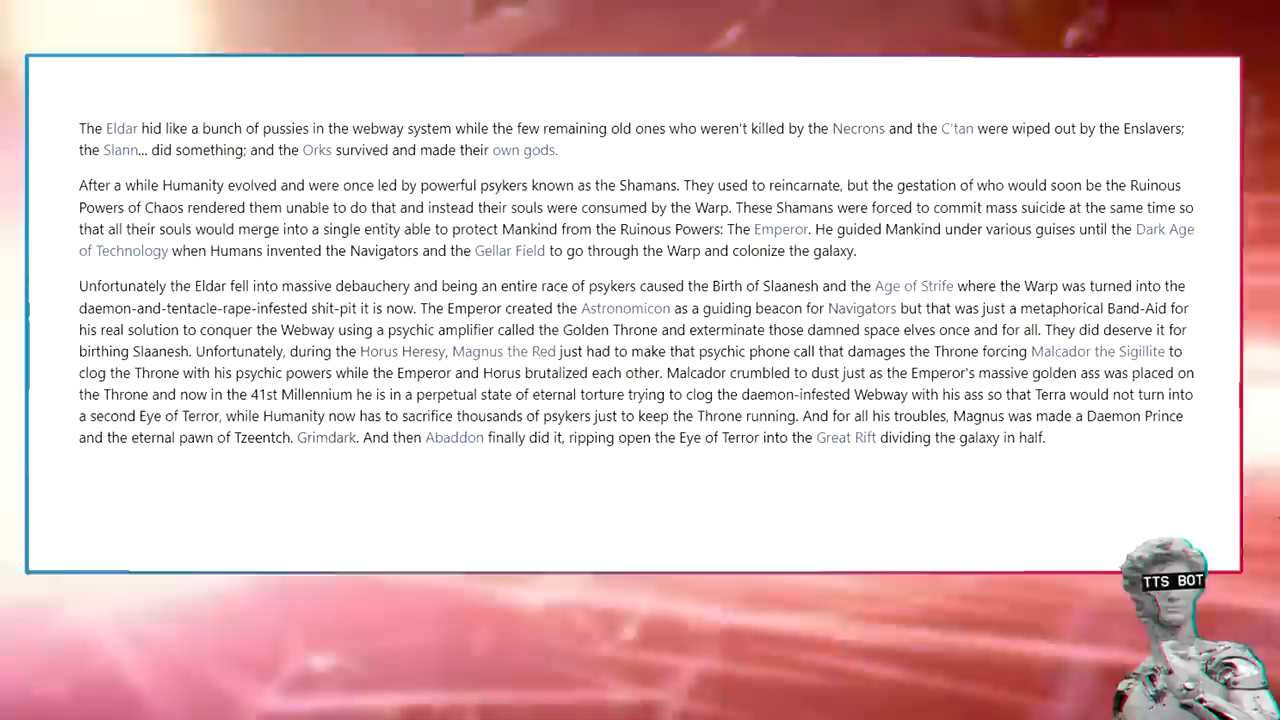 The Eldar hid like a bunch of pussies in the webway system while the few remaining old ones who weren't killed by the Necrons and the C'tan were wiped out by the Enslavers;
the Slann... did something; and the Orks survived and made their own gods.
After a while Humanity evolved and were once led by powerful psykers known as the Shamans. They used to reincarnate, but the gestation of who would soon be the Ruinous
Powers of Chaos rendered them unable to do that and instead their souls were consumed by the Warp. These Shamans were forced to commit mass suicide at the same time so
that all their souls would merge into a single entity able to protect Mankind from the Ruinous Powers: The Emperor. He guided Mankind under various guises until the Dark Age
of Technology when Humans invented the Navigators and the Gellar Field to go through the Warp and colonize the galaxy.
Unfortunately the Eldar fell into massive debauchery and being an entire race of psykers caused the Birth of Slaanesh and the Age of Strife where the Warp was turned into the
daemon-and-tentacle-rape-infested shit-pit it is now. The Emperor created the Astronomicon as a guiding beacon for Navigators but that was just a metaphorical Band-Aid for
his real solution to conquer the Webway using a psychic amplifier called the Golden Throne and exterminate those damned space elves once and for all. They did deserve it for
birthing Slaanesh. Unfortunately, during the Horus Heresy, Magnus the Red just had to make that psychic phone call that damages the Throne forcing Malcador the Sigillite to
clog the Throne with his psychic powers while the Emperor and Horus brutalized each other. Malcador crumbled to dust just as the Emperor's massive golden ass was placed on
the Throne and now in the 41st Millennium he is in a perpetual state of eternal torture trying to clog the daemon-infested Webway with his ass so that Terra would not turn into
a second Eye of Terror, while Humanity now has to sacrifice thousands of psykers just to keep the Throne running. And for all his troubles, Magnus was made a Daemon Prince
and the eternal pawn of Tzeentch. Grimdark. And then Abaddon finally did it, ripping open the Eye of Terror into the Great Rift dividing the galaxy in half.
TTS BOT